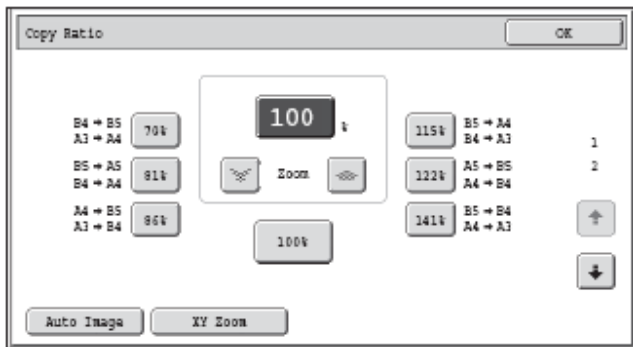 Copy Ratio
OK
B4 → B5
A3 → A4
70%
B5 → A5
B4 → A4
81%
A4 → B5
A3 → B4
86%
100 %
Zoom
100%
115%
B5 → A4
B4 → A3
122%
A5 → B5
A4 → B4
141%
B5 → B4
A4 → A3
1
2
Auto Image
XY Zoom